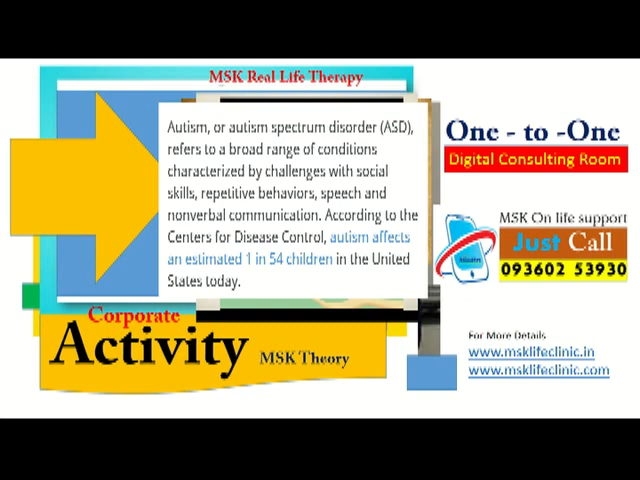 MSK Real Life Therapy
Autism, or autism spectrum disorder (ASD),
refers to a broad range of conditions
characterized by challenges with social
skills, repetitive behaviors, speech and
nonverbal communication. According to the
Centers for Disease Control, autism affects
an estimated 1 in 54 children in the United
States today.
Corporate
Activity MSK Theory
One - to -One
Digital Consulting Room
MSK On life support
Just Call
093602 53930
For More Details
www.msklifeclinic.in
www.msklifeclinic.com